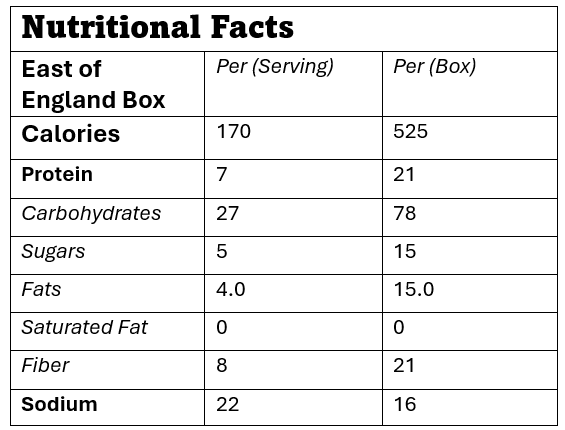 Nutritional Facts
East of Per (Serving) Per (Box)
England Box
Calories 170 525
Protein 7 21
Carbohydrates 27 78
Sugars 5 15
Fats 4.0 15.0
Saturated Fat 0 0
Fiber 8 21
Sodium 22 16